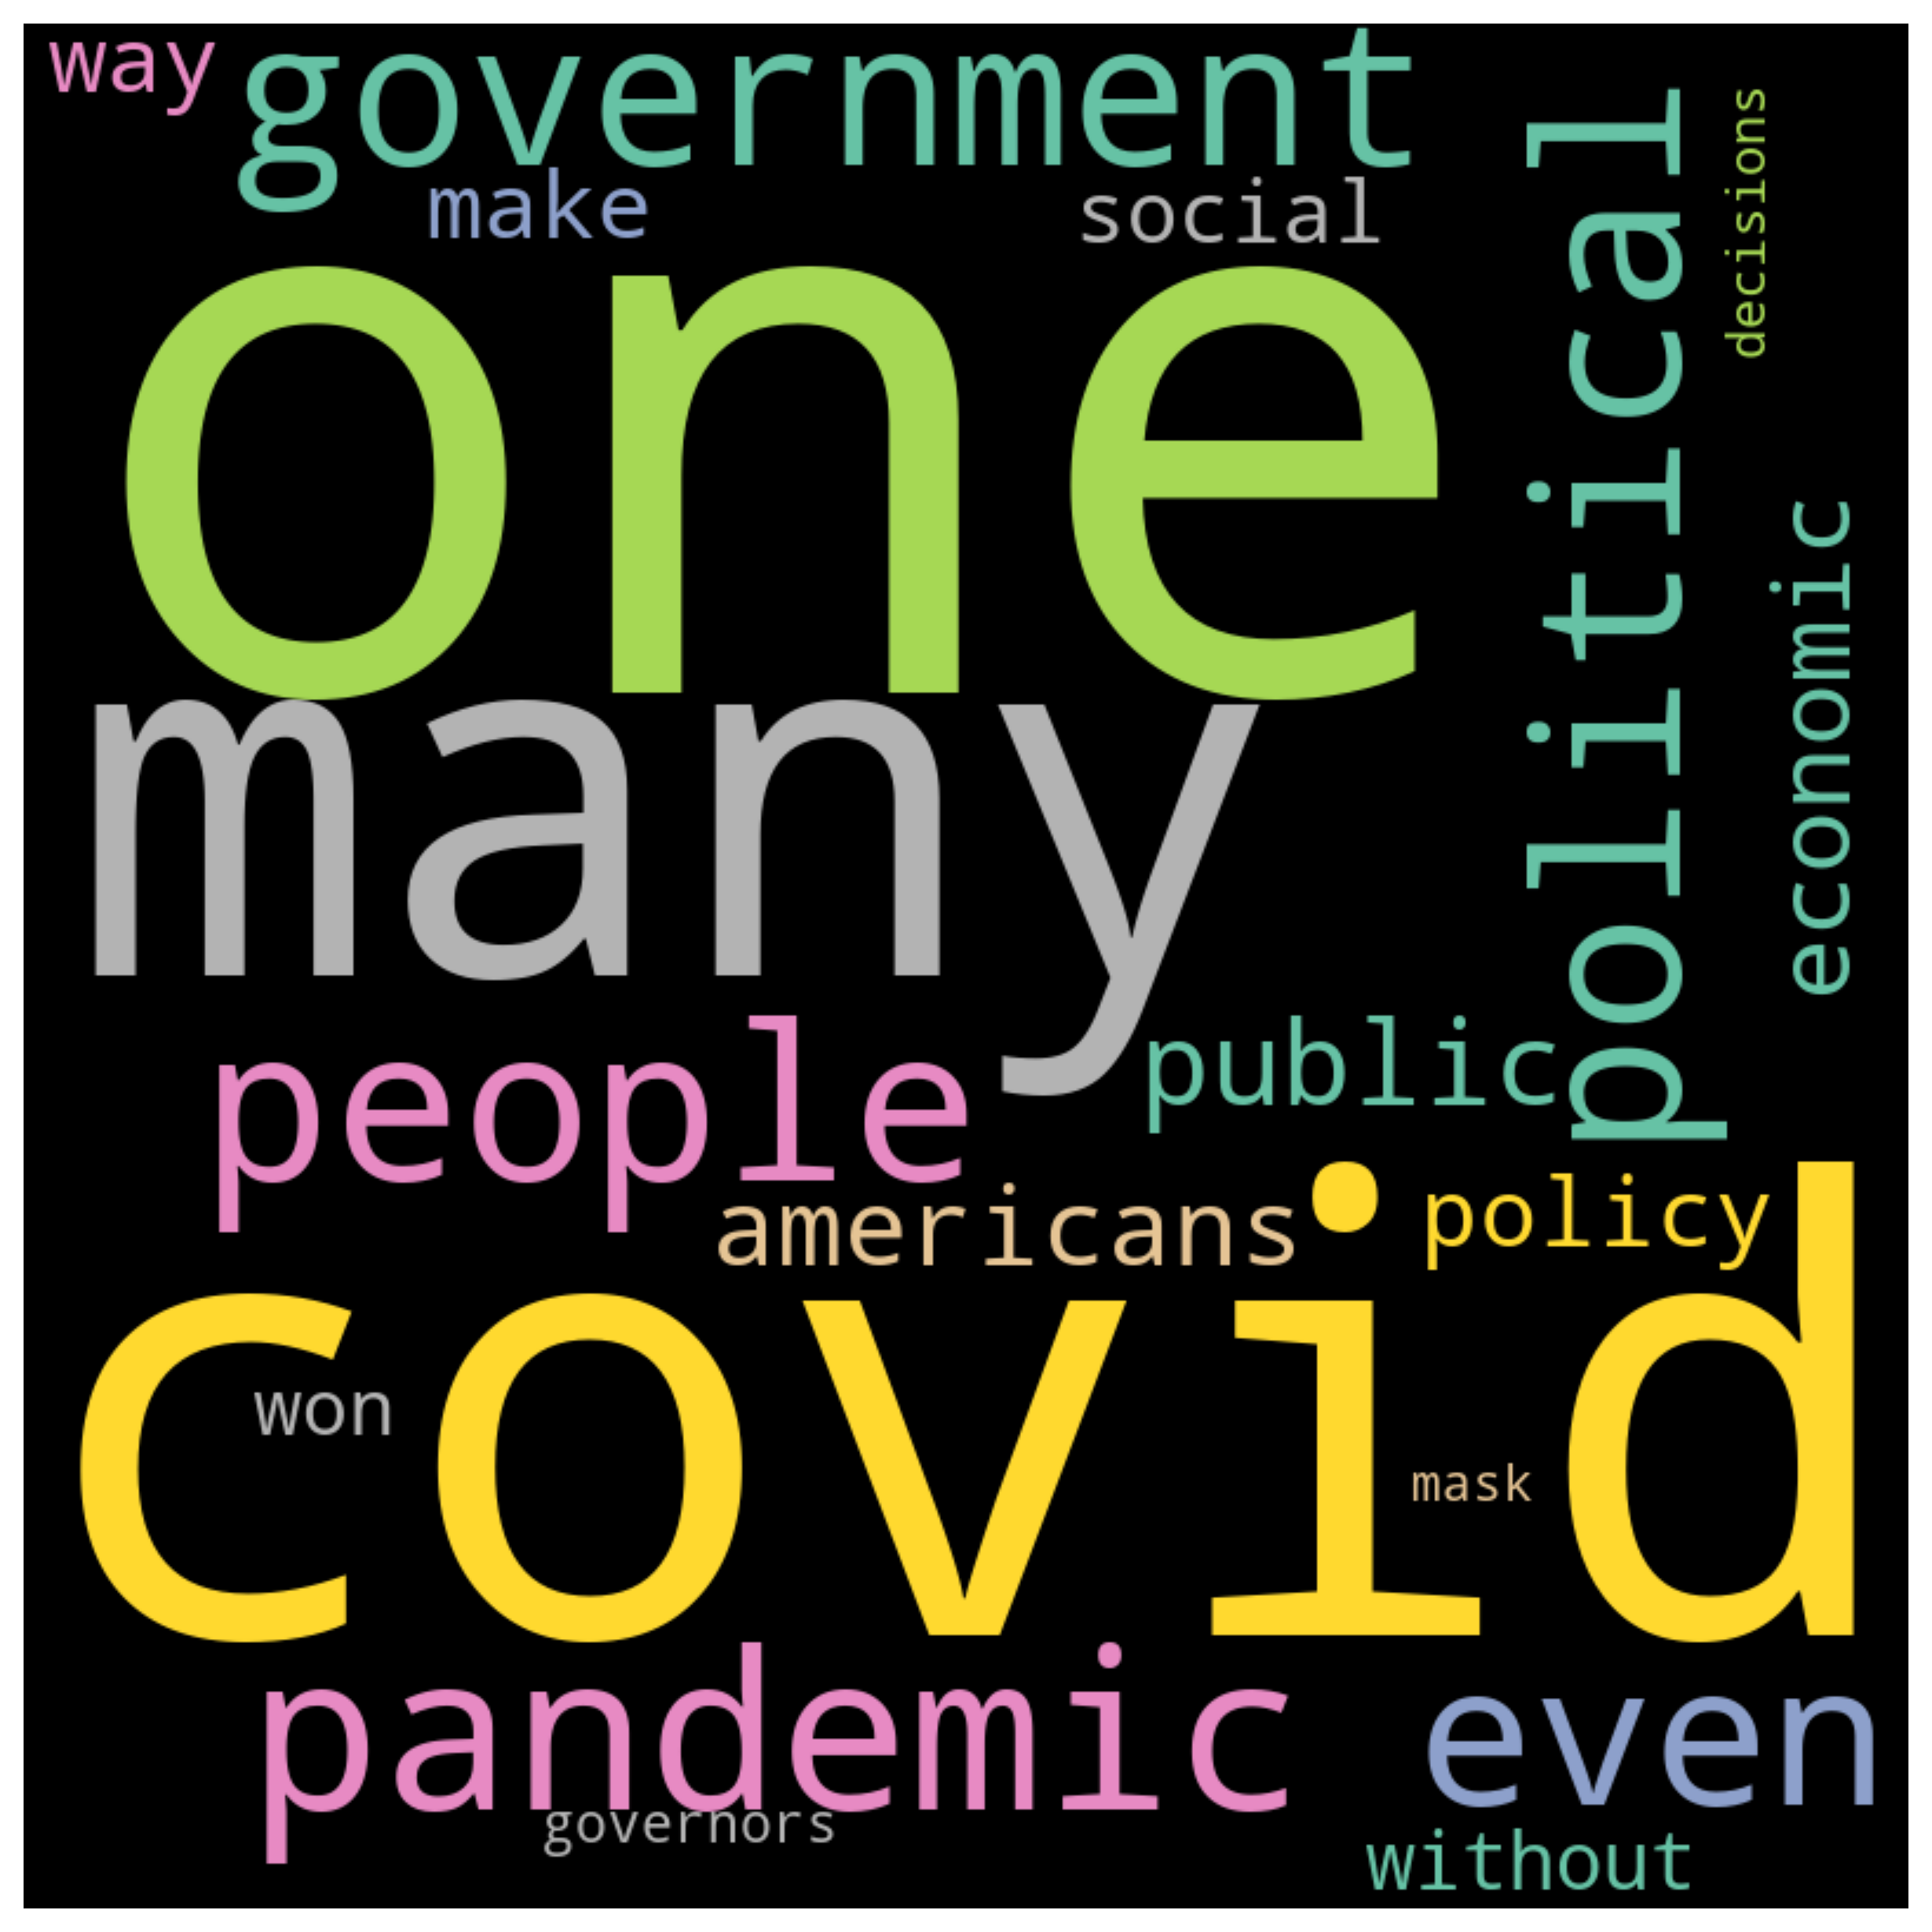 way
government
make
social
one
political
decisions
economic
many
people
public
americans
policy
covid
won
mask
pandemic
even
governors
without